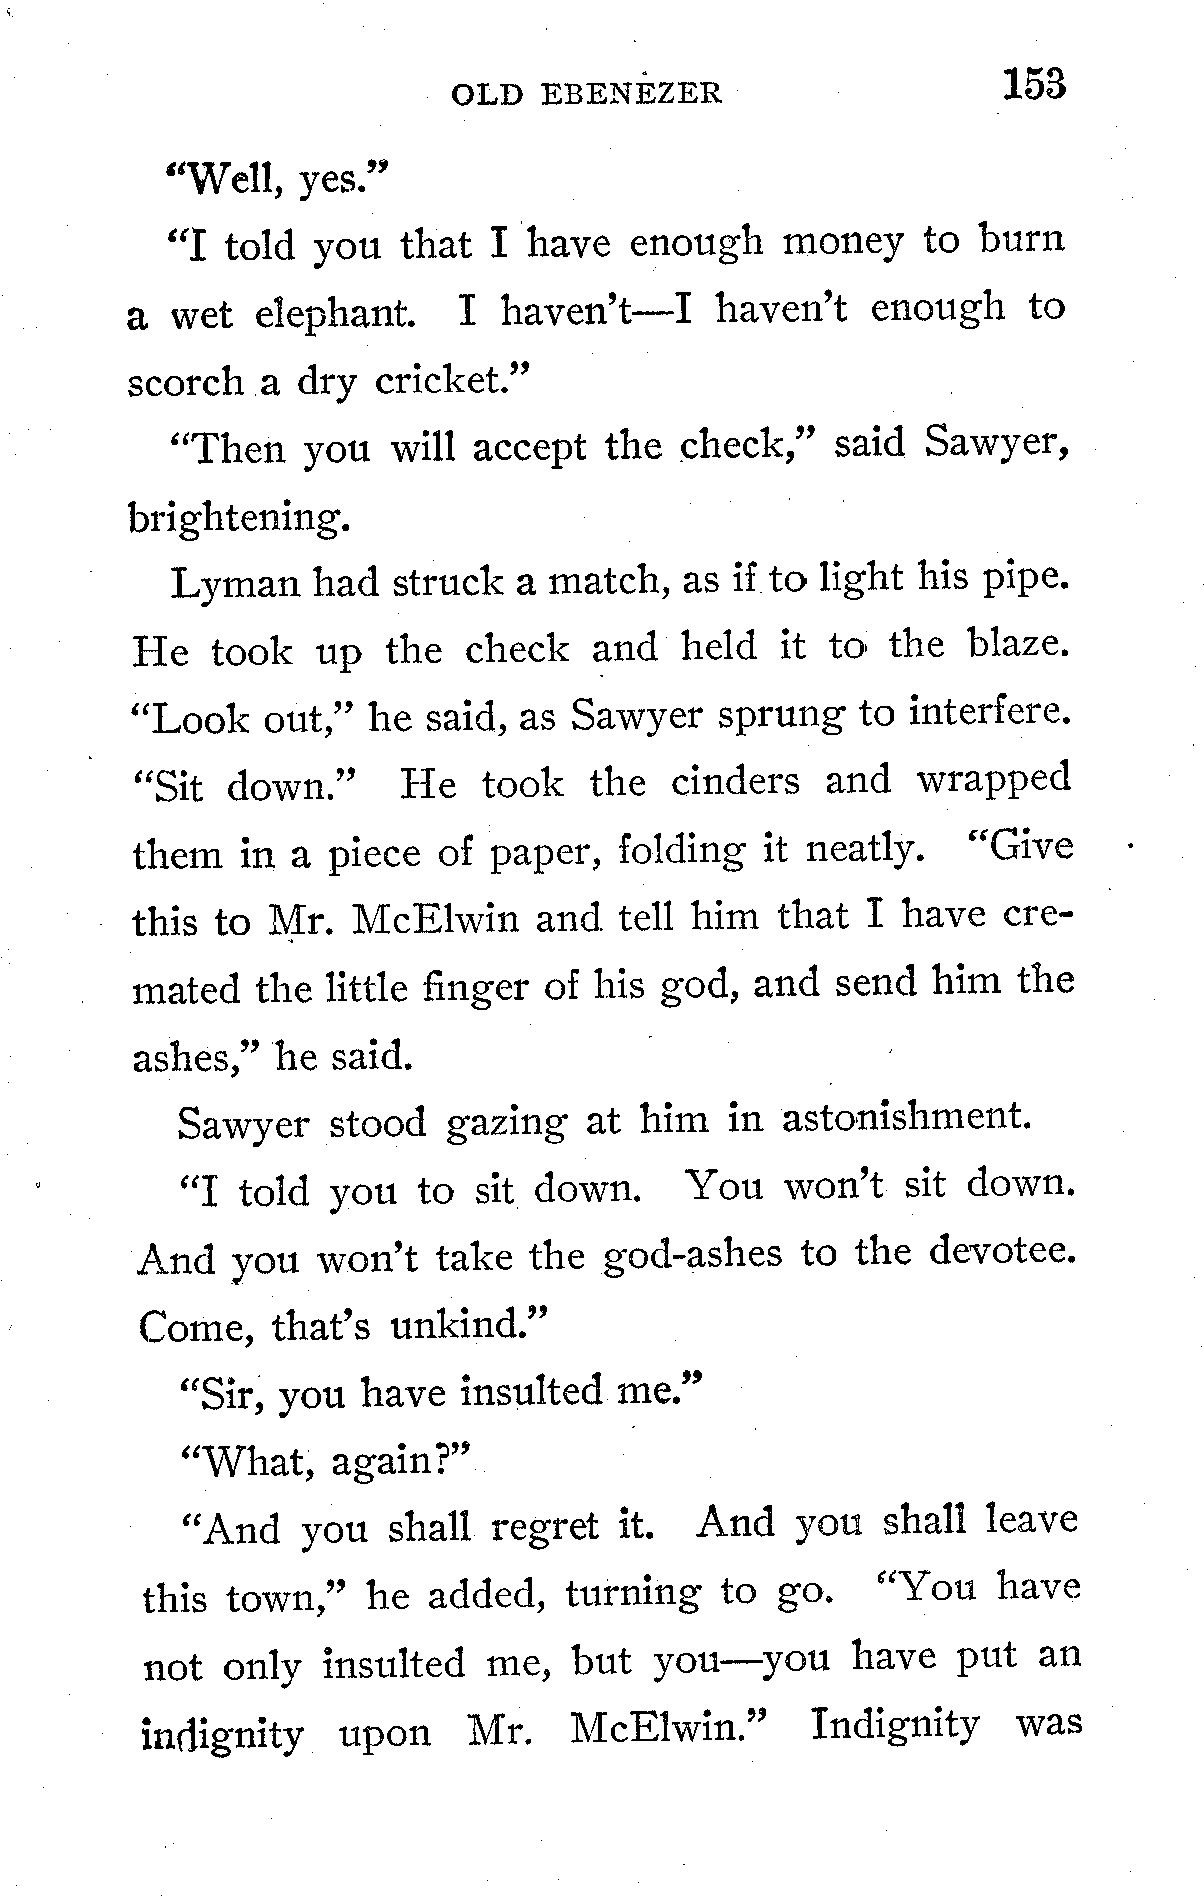 OLD EBENEZER 153
“Well, yes.”
“I told you that I have enough money to burn
a wet elephant. I haven’t—I haven’t enough to
scorch a dry cricket.”
“Then you will accept the check,” said Sawyer,
brightening.
Lyman had struck a match, as if to light his pipe.
He took up the check and held it to the blaze.
“Look out,” he said, as Sawyer sprung to interfere.
“Sit down.” He took the cinders and wrapped
them in a piece of paper, folding it neatly. “Give
this to Mr. McElwin and tell him that I have cre-
mated the little finger of his god, and send him the
ashes,” he said.
Sawyer stood gazing at him in astonishment.
“I told you to sit down. You won’t sit down.
And you won’t take the god-ashes to the devotee.
Come, that’s unkind.”
“Sir, you have insulted me.”
“What, again?”
“And you shall regret it. And you shall leave
this town,” he added, turning to go. “You have
not only insulted me, but you—you have put an
indignity upon Mr. McElwin.” Indignity was